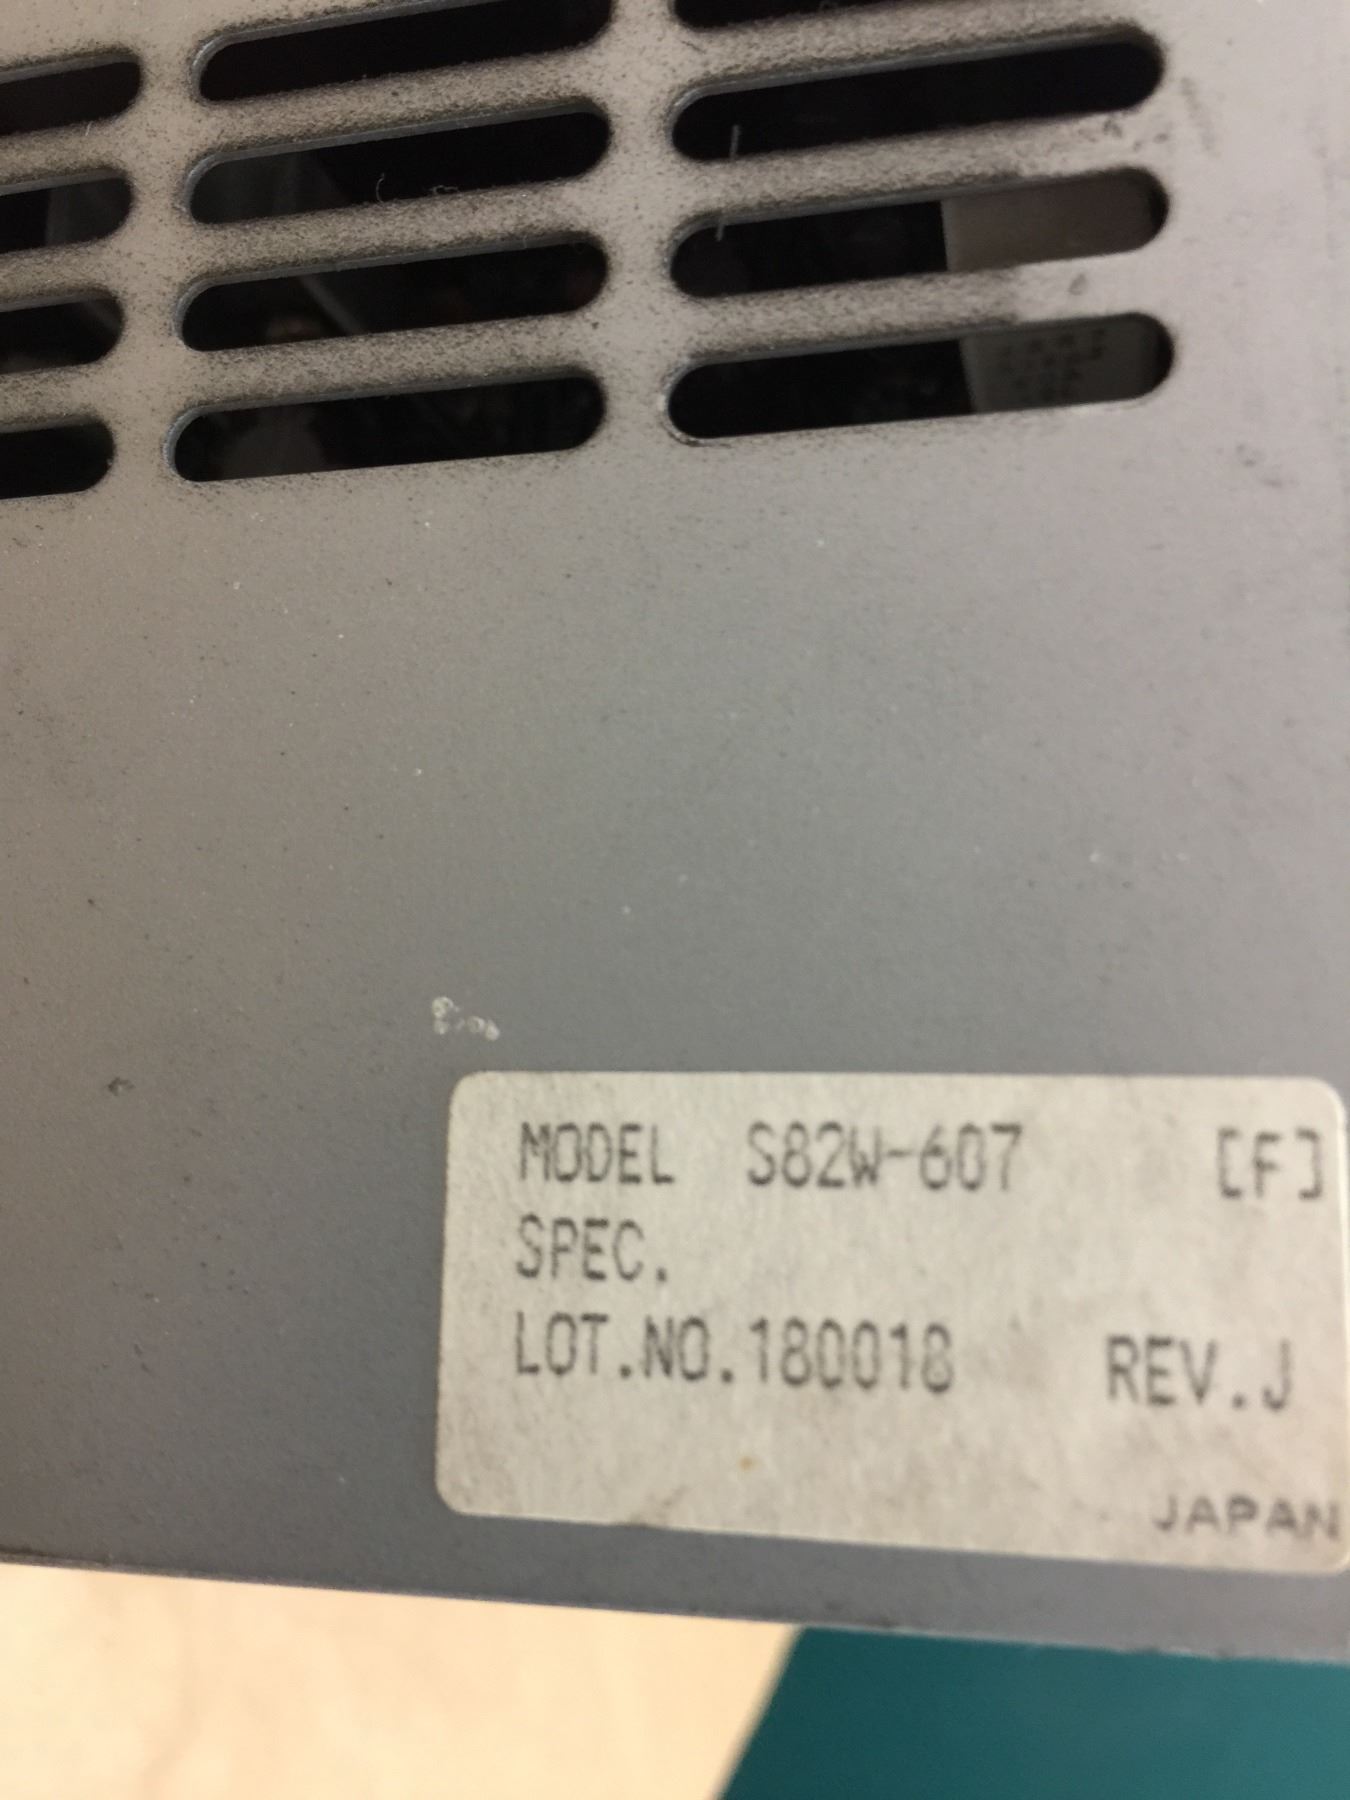 MODEL S82W-607 [F]
SPEC.
LOT.NO.180018 REV.J
JAPAN